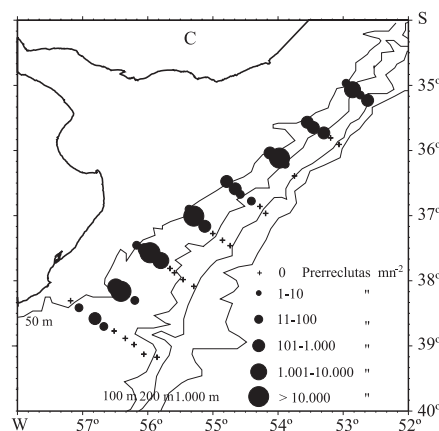 C
S
35º
36º
37º
38º
39º
40º
0 Prerreclutas mn-2
1-10 "
11-100 "
101-1.000 "
1.001-10.000 "
> 10.000 "
50 m
100 m 200 m 1.000 m
W 57º 56º 55º 54º 53º 52º